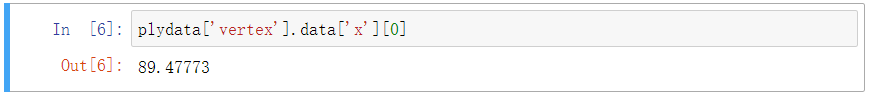 In [6]: plydata['vertex'].data['x'][0]
Out[6]: 89.47773